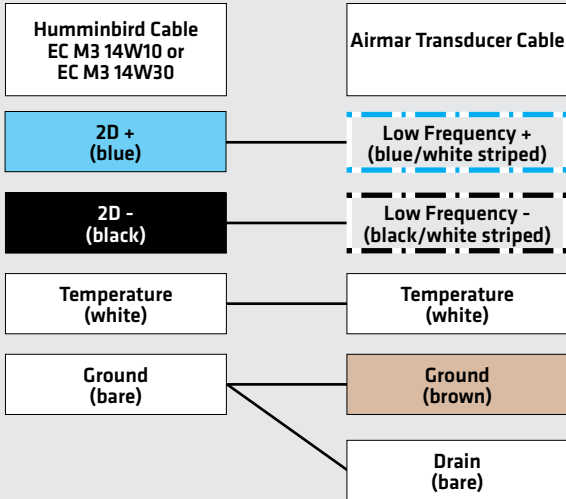 Humminbird Cable
EC M3 14W10 or
EC M3 14W30
Airmar Transducer Cable
2D +
(blue)
Low Frequency +
(blue/white striped)
2D -
(black)
Low Frequency -
(black/white striped)
Temperature
(white)
Temperature
(white)
Ground
(bare)
Ground
(brown)
Drain
(bare)